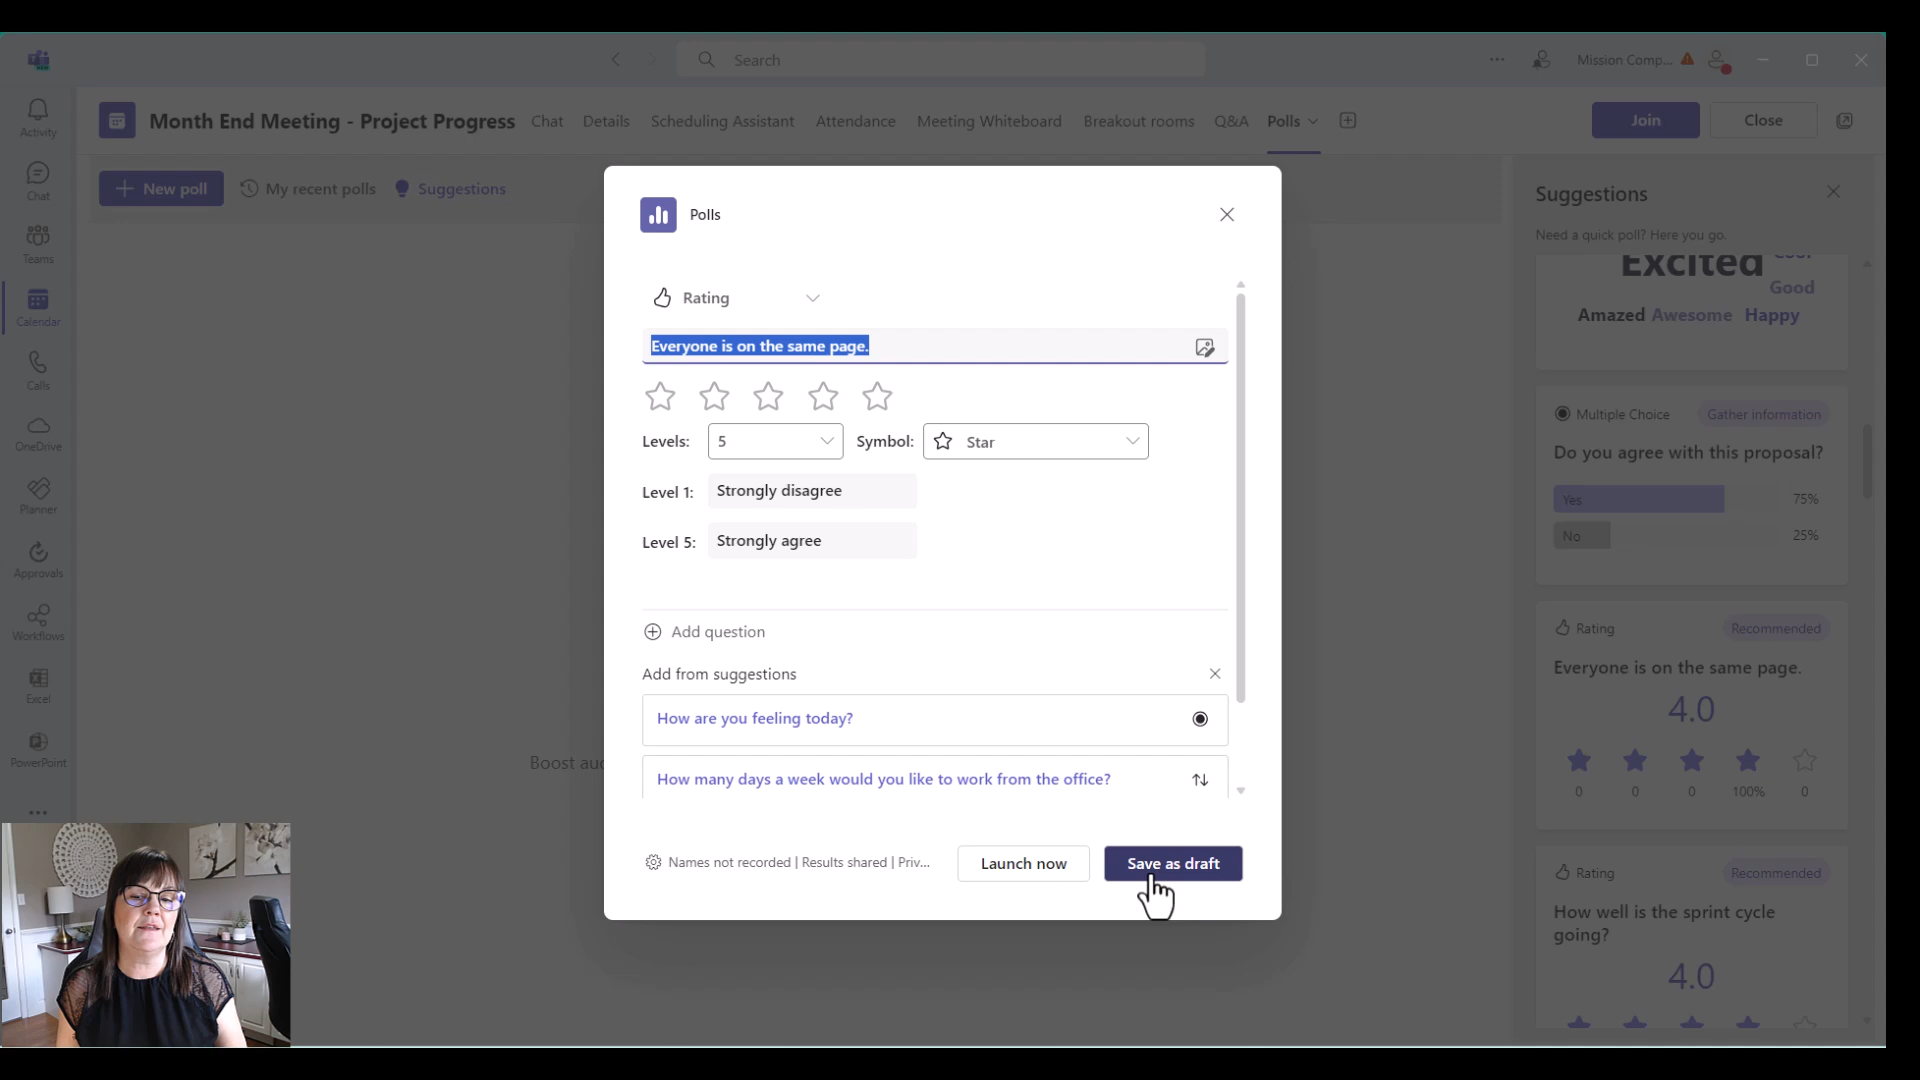 Search
Mission Comp...
Month End Meeting - Project Progress
Chat
Details
Scheduling Assistant
Attendance
Meeting Whiteboard
Breakout rooms
Q&A
Polls
Join
Close
Activity
Chat
Teams
Calendar
Calls
OneDrive
Planner
Approvals
Workflows
Excel
PowerPoint
New poll
My recent polls
Suggestions
Boost
Polls
Rating
Everyone is on the same page.
Levels: 5 Symbol: Star
Level 1: Strongly disagree
Level 5: Strongly agree
Add question
Add from suggestions
How are you feeling today?
How many days a week would you like to work from the office?
Names not recorded | Results shared | Priv...
Launch now
Save as draft
Suggestions
Need a quick poll? Here you go.
Excited
Cool
Good
Amazed Awesome Happy
Multiple Choice
Gather information
Do you agree with this proposal?
Yes 75%
No 25%
Rating
Recommended
Everyone is on the same page.
4.0
0 0 0 100% 0
Rating
Recommended
How well is the sprint cycle
going?
4.0